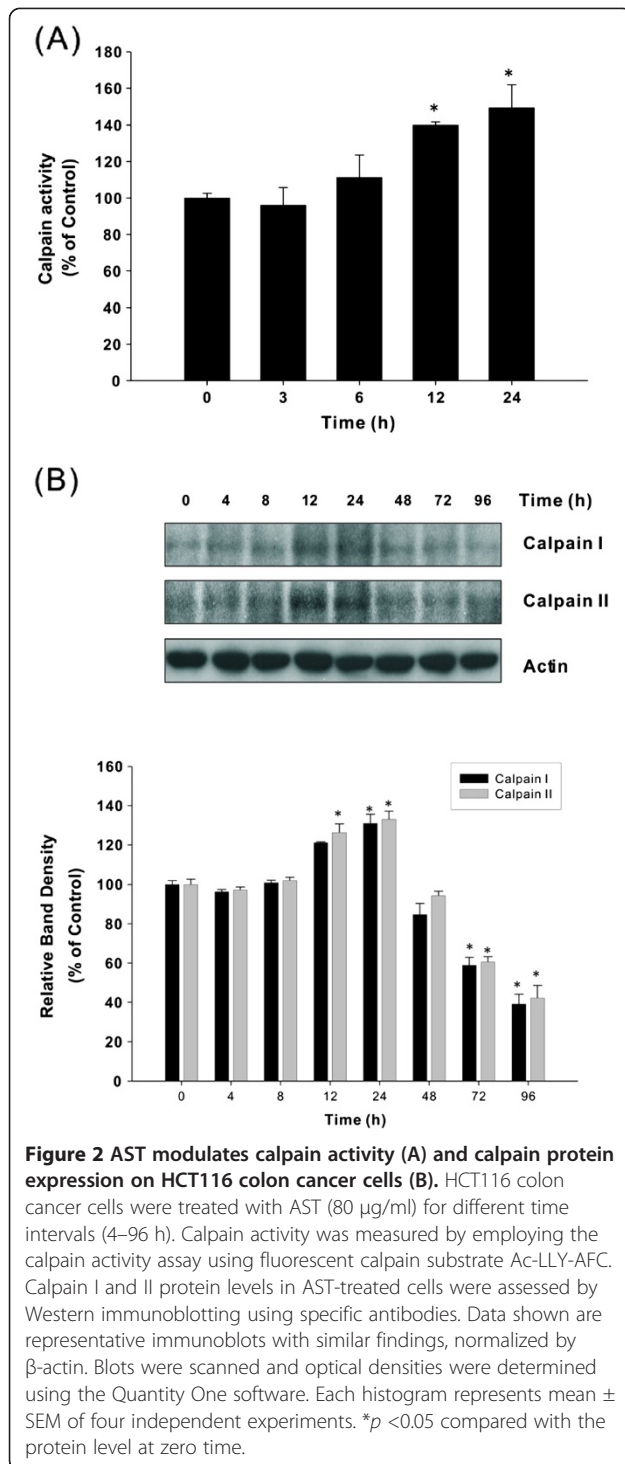 (A)
180
*
160
*
140
120
100
80
60
40
20
0
Calpain activity
(% of Control)
0 3 6 12 24
Time (h)
(B)
0 4 8 12 24 48 72 96 Time (h)
Calpain I
Calpain II
Actin
160
140
120
100
80
60
40
20
0
Relative Band Density
(% of Control)
Calpain I
Calpain II
* * *
* *
* *
0 4 8 12 24 48 72 96
Time (h)
Figure 2 AST modulates calpain activity (A) and calpain protein
expression on HCT116 colon cancer cells (B). HCT116 colon
cancer cells were treated with AST (80 μg/ml) for different time
intervals (4–96 h). Calpain activity was measured by employing the
calpain activity assay using fluorescent calpain substrate Ac-LLY-AFC.
Calpain I and II protein levels in AST-treated cells were assessed by
Western immunoblotting using specific antibodies. Data shown are
representative immunoblots with similar findings, normalized by
β-actin. Blots were scanned and optical densities were determined
using the Quantity One software. Each histogram represents mean ±
SEM of four independent experiments. *p <0.05 compared with the
protein level at zero time.